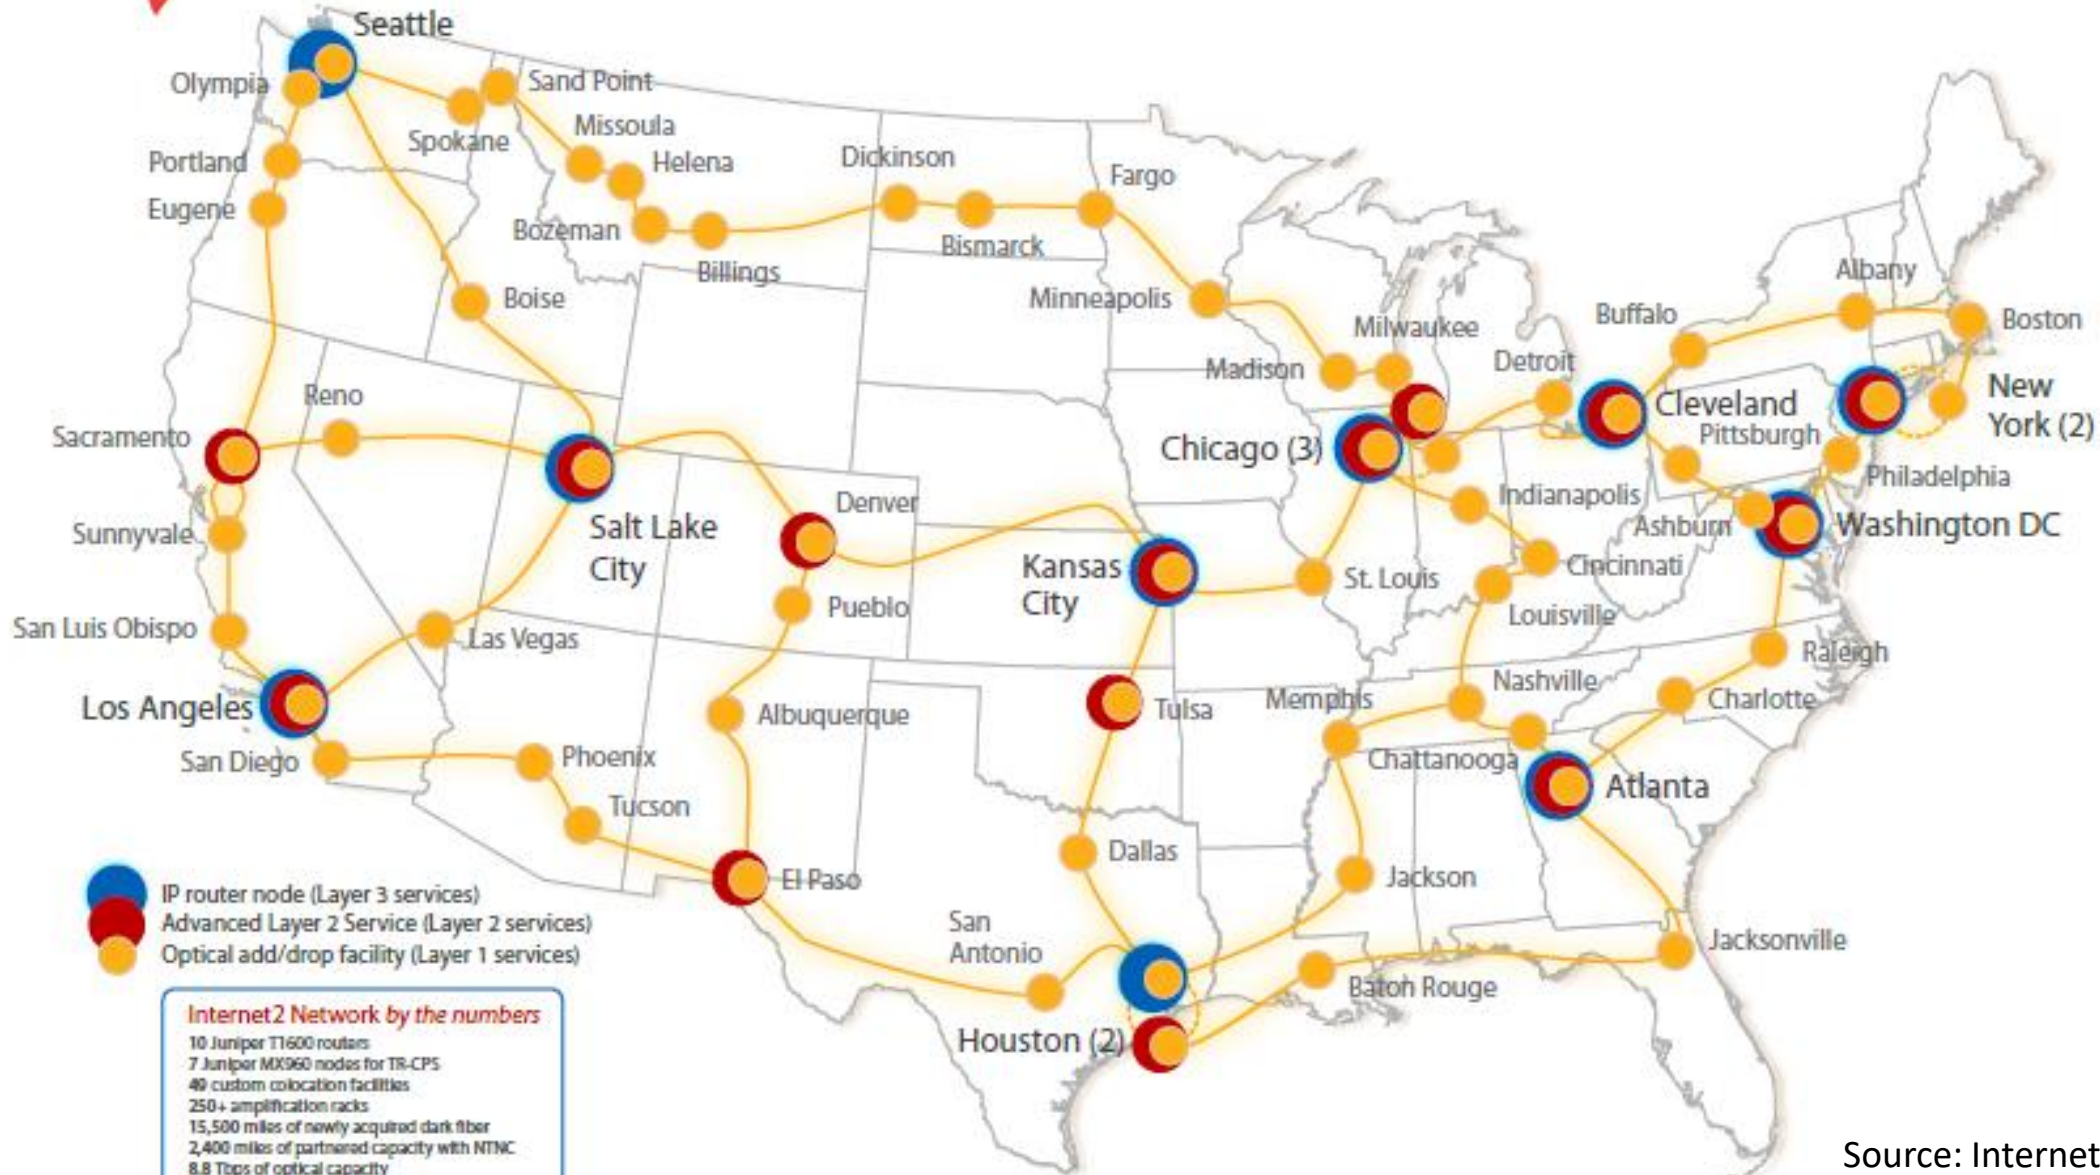 Seattle
Olympia
Sand Point
Spokane
Missoula
Portland
Helena
Dickinson
Fargo
Eugene
Bozeman
Bismarck
Billings
Boise
Minneapolis
Albany
Buffalo
Boston
Milwaukee
Madison
Detroit
Reno
New
York (2)
Cleveland
Pittsburgh
Sacramento
Chicago (3)
Philadelphia
Indianapolis
Denver
Ashburn
Washington DC
Sunnyvale
Salt Lake
City
Kansas
City
St. Louis
Cincinnati
Louisville
Pueblo
San Luis Obispo
Las Vegas
Raleigh
Nashville
Memphis
Charlotte
Los Angeles
Albuquerque
Tulsa
San Diego
Phoenix
Chattanooga
Atlanta
Tucson
Dallas
El Paso
Jackson
San
Antonio
Jacksonville
Baton Rouge
Houston (2)
IP router node (Layer 3 services)
Advanced Layer 2 Service (Layer 2 services)
Optical add/drop facility (Layer 1 services)
Internet2 Network by the numbers
10 Juniper T1600 routers
7 Juniper MX960 nodes for TR-CPS
49 custom colocation facilities
250+ amplification racks
15,500 miles of newly acquired dark fiber
2,400 miles of partnered capacity with NTNC
8.8 Tbps of optical capacity
Source: Internet